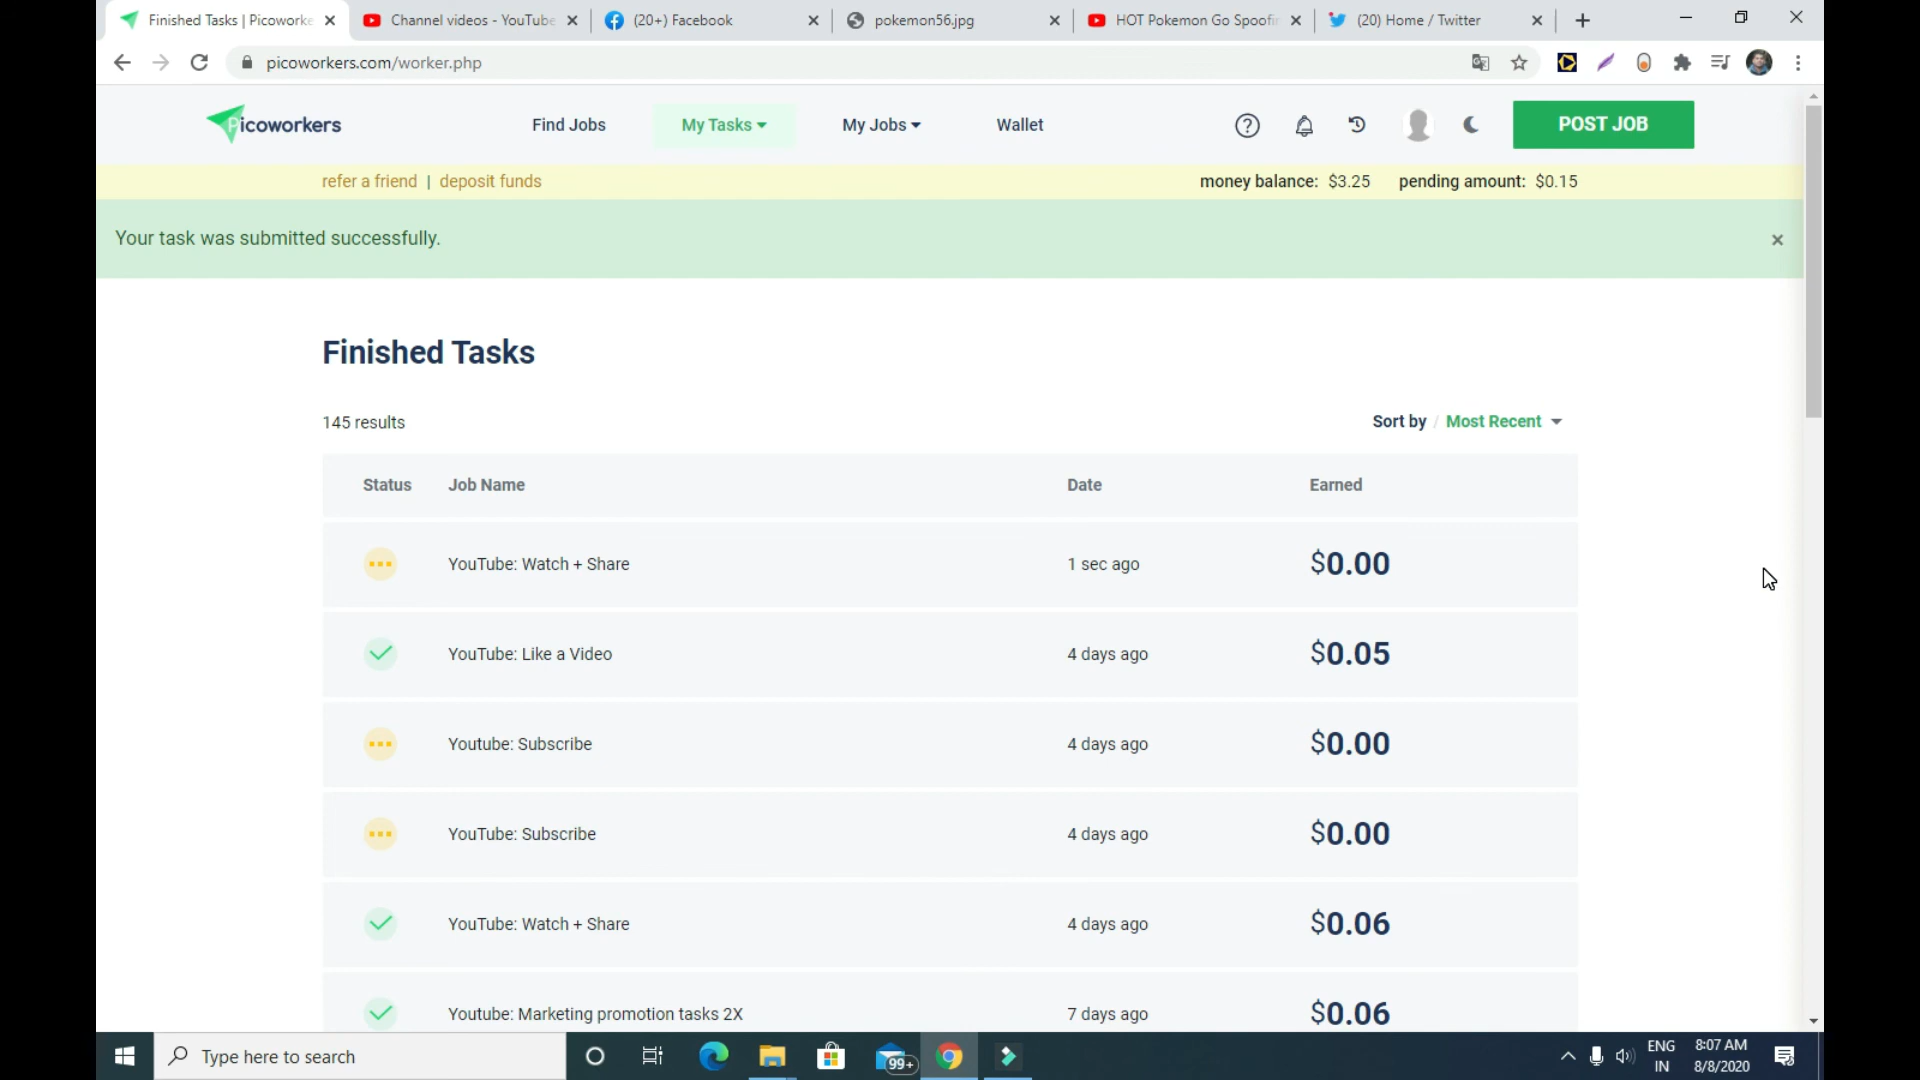 Finished Tasks | Picoworke
Channel videos - YouTube
(20+) Facebook
pokemon56.jpg
HOT Pokemon Go Spoofin
(20) Home / Twitter
picoworkers.com/worker.php
Picoworkers
Find Jobs
My Tasks
My Jobs
Wallet
POST JOB
refer a friend | deposit funds
money balance: $3.25 pending amount: $0.15
Your task was submitted successfully.
Finished Tasks
145 results
Sort by / Most Recent
Status Job Name Date Earned
YouTube: Watch + Share 1 sec ago $0.00
YouTube: Like a Video 4 days ago $0.05
Youtube: Subscribe 4 days ago $0.00
YouTube: Subscribe 4 days ago $0.00
YouTube: Watch + Share 4 days ago $0.06
Youtube: Marketing promotion tasks 2X 7 days ago $0.06
Type here to search
99+
ENG
IN
8:07 AM
8/8/2020